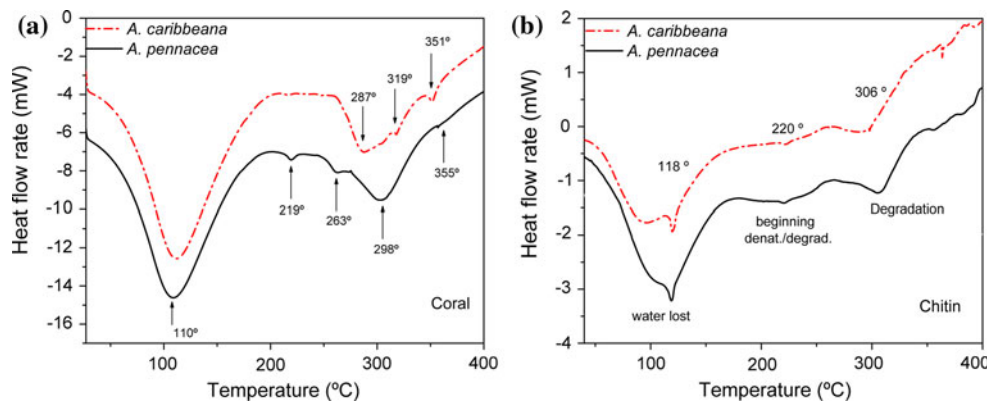 (a)
A. caribbeana
A. pennacea
0
-2
-4
-6
-8
-10
-12
-14
-16
Heat flow rate (mW)
351º
319º
287º
355º
219º
263º
298º
110º
Coral
100
200
300
400
Temperature (ºC)
(b)
A. caribbeana
A. pennacea
2
1
0
-1
-2
-3
-4
Heat flow rate (mW)
306 º
220 º
118 º
beginning
denat./degrad.
Degradation
water lost
Chitin
100
200
300
400
Temperature (ºC)